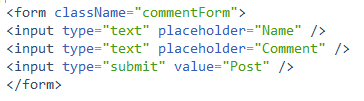 <form className="commentForm">
<input type="text" placeholder="Name" />
<input type="text" placeholder="Comment" />
<input type="submit" value="Post" />
</form>